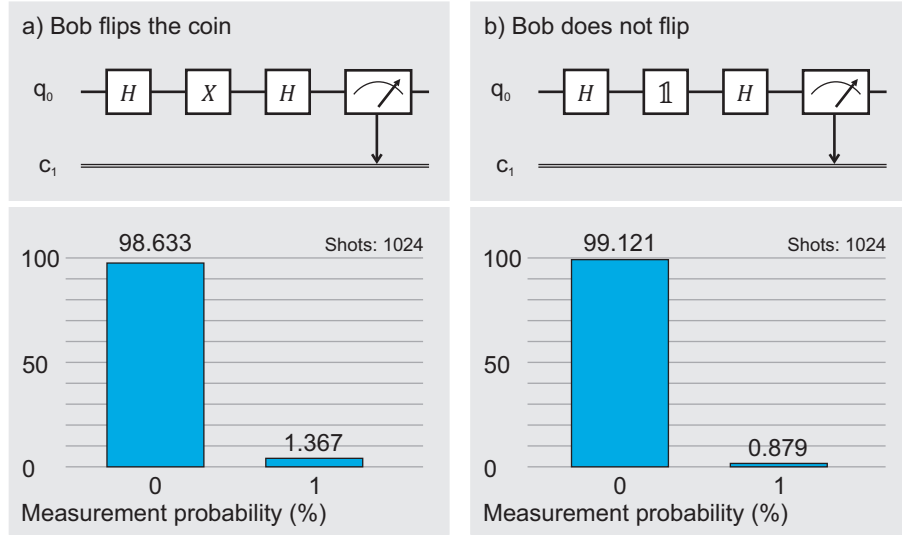 a) Bob flips the coin
q₀ H X H
c₁
Shots: 1024
98.633
1.367
100
50
0
0 1
Measurement probability (%)
b) Bob does not flip
q₀ H 𝟙 H
c₁
Shots: 1024
99.121
0.879
100
50
0
0 1
Measurement probability (%)